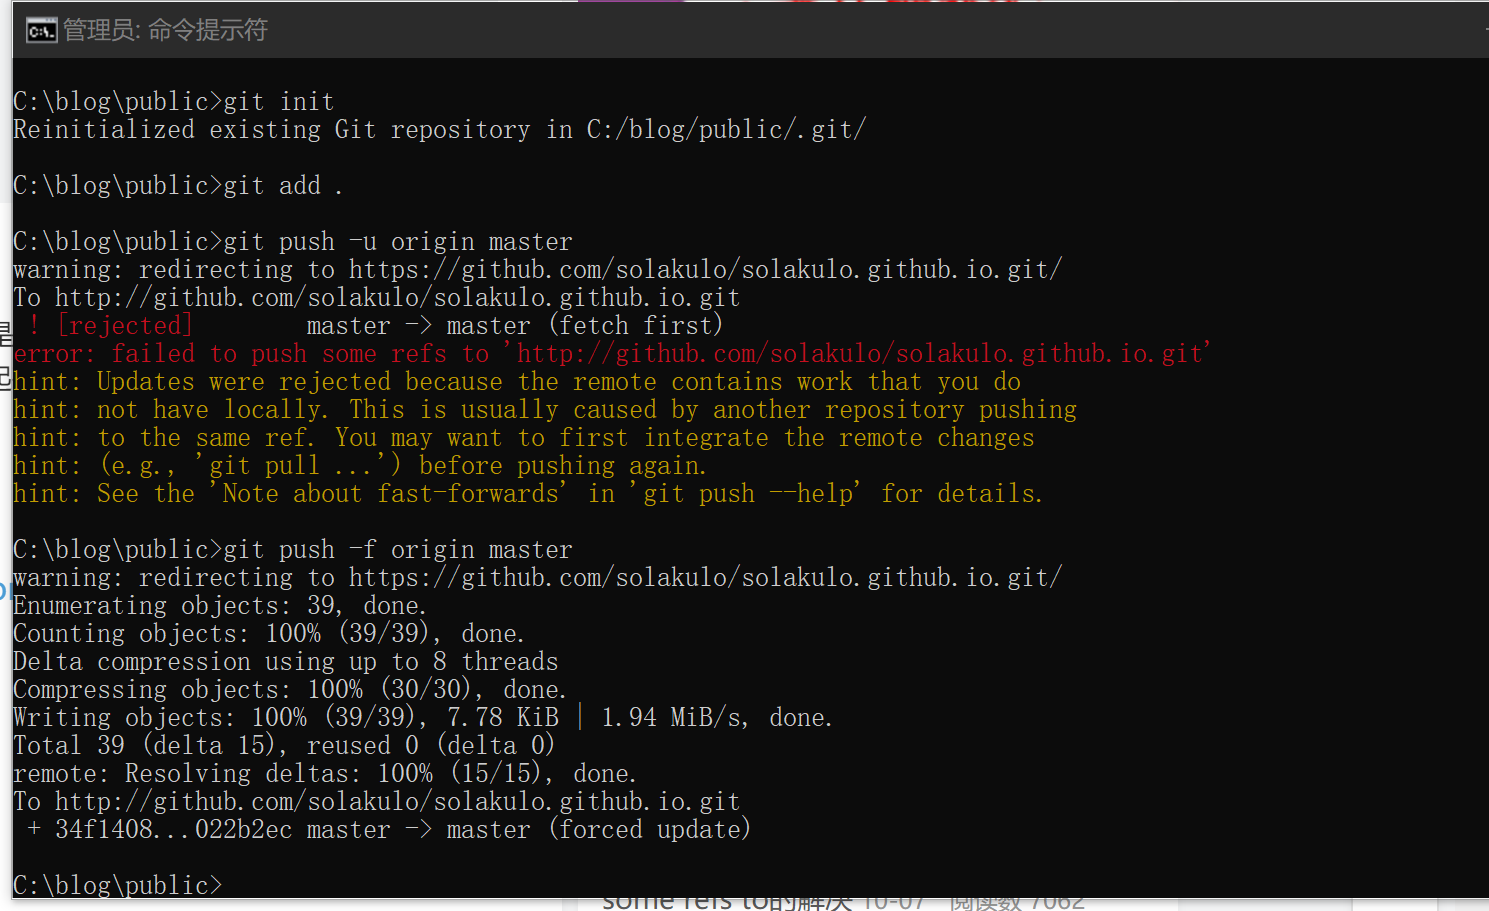 管理员: 命令提示符
C:\blog\public>git init
Reinitialized existing Git repository in C:/blog/public/.git/
C:\blog\public>git add .
C:\blog\public>git push -u origin master
warning: redirecting to https://github.com/solakulo/solakulo.github.io.git/
To http://github.com/solakulo/solakulo.github.io.git
! [rejected]        master -> master (fetch first)
error: failed to push some refs to 'http://github.com/solakulo/solakulo.github.io.git'
hint: Updates were rejected because the remote contains work that you do
hint: not have locally. This is usually caused by another repository pushing
hint: to the same ref. You may want to first integrate the remote changes
hint: (e.g., 'git pull ...') before pushing again.
hint: See the 'Note about fast-forwards' in 'git push --help' for details.
C:\blog\public>git push -f origin master
warning: redirecting to https://github.com/solakulo/solakulo.github.io.git/
Enumerating objects: 39, done.
Counting objects: 100% (39/39), done.
Delta compression using up to 8 threads
Compressing objects: 100% (30/30), done.
Writing objects: 100% (39/39), 7.78 KiB | 1.94 MiB/s, done.
Total 39 (delta 15), reused 0 (delta 0)
remote: Resolving deltas: 100% (15/15), done.
To http://github.com/solakulo/solakulo.github.io.git
+ 34f1408...022b2ec master -> master (forced update)
C:\blog\public>
some refs to的解决 10-07 阅读数 7062